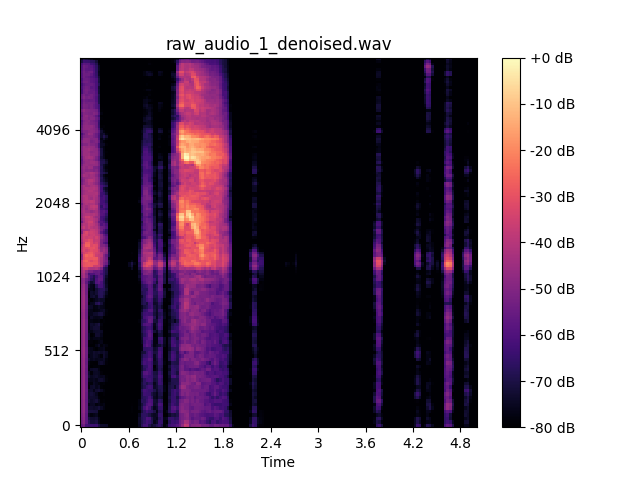 raw_audio_1_denoised.wav
Hz
4096
2048
1024
512
0
0 0.6 1.2 1.8 2.4 3 3.6 4.2 4.8
Time
+0 dB
-10 dB
-20 dB
-30 dB
-40 dB
-50 dB
-60 dB
-70 dB
-80 dB